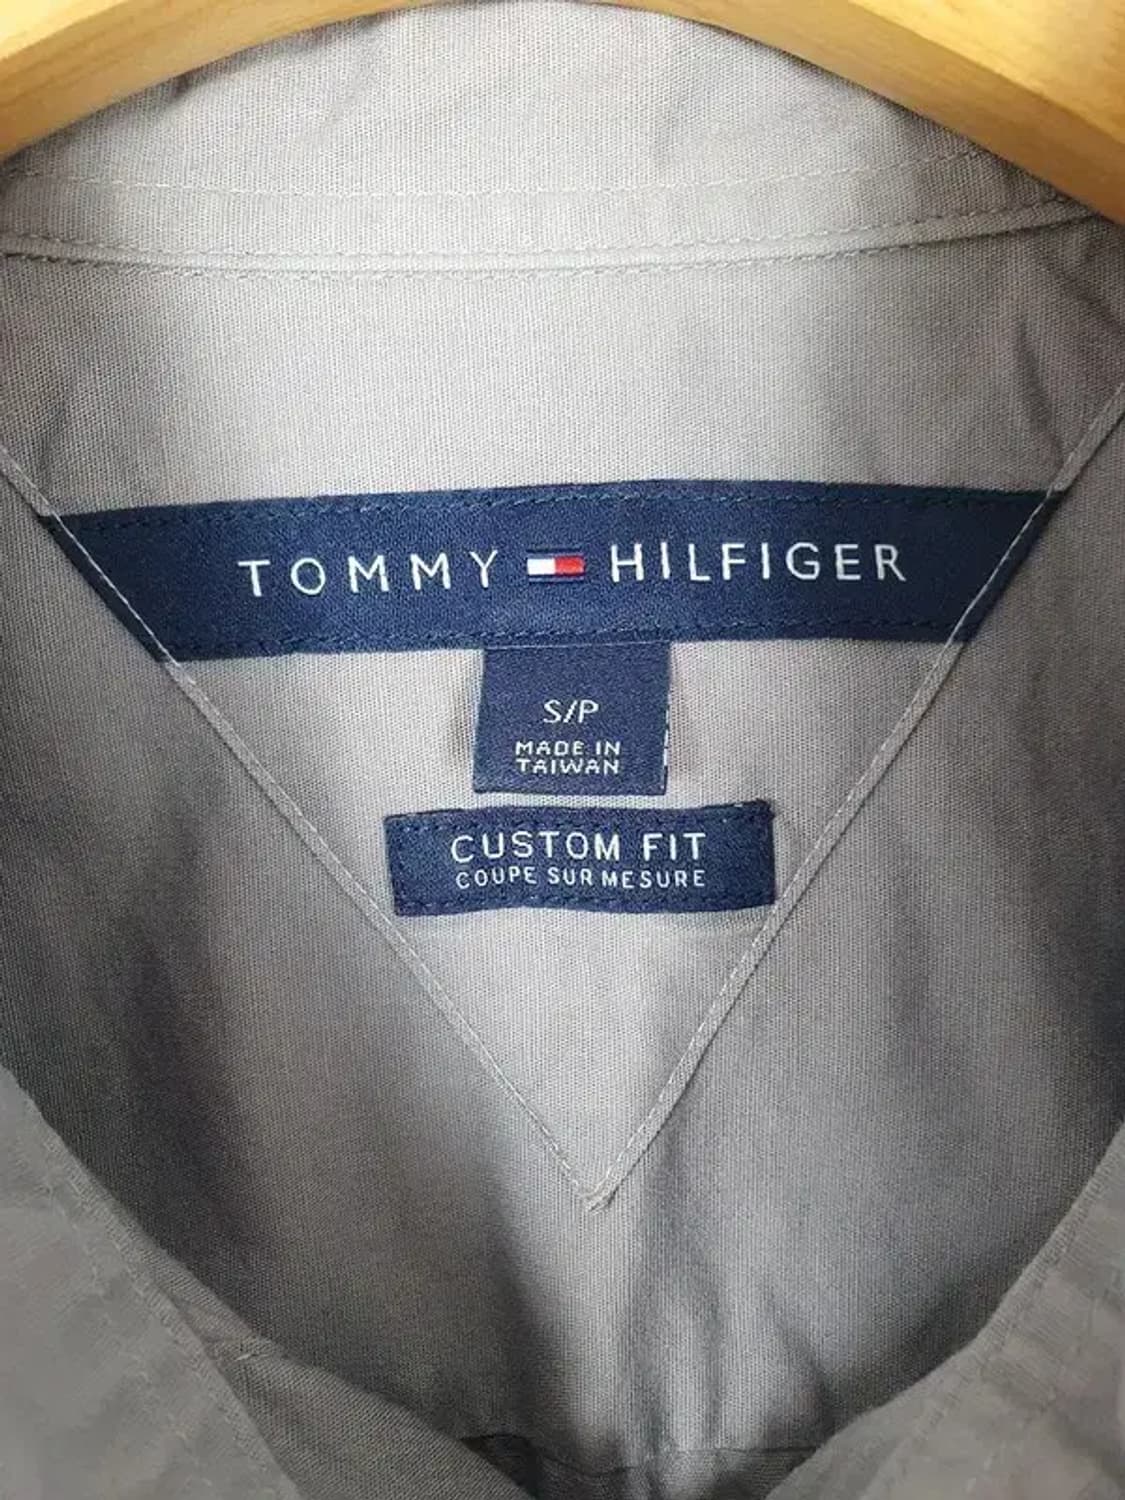 TOMMY HILFIGER
S/P
MADE IN
TAIWAN
CUSTOM FIT
COUPE SUR MESURE